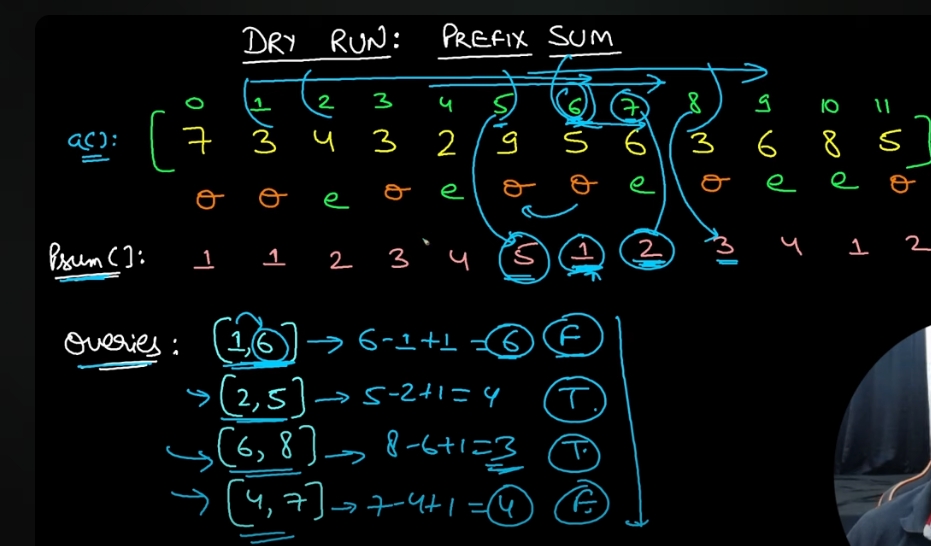 DRY RUN: PREFIX SUM
0 1 2 3 4 5 6 7 8 9 10 11
a[]: [ 7 3 4 3 2 9 5 6 3 6 8 5 ]
o o e o e o o e o e e o
Psum[]: 1 1 2 3 4 5 1 2 3 4 1 2
Queries: [1,6] → 6-1+1 = 6 F
→ [2,5] → 5-2+1 = 4 T.
→ [6,8] → 8-6+1 = 3 T.
→ [4,7] → 7-4+1 = 4 F.